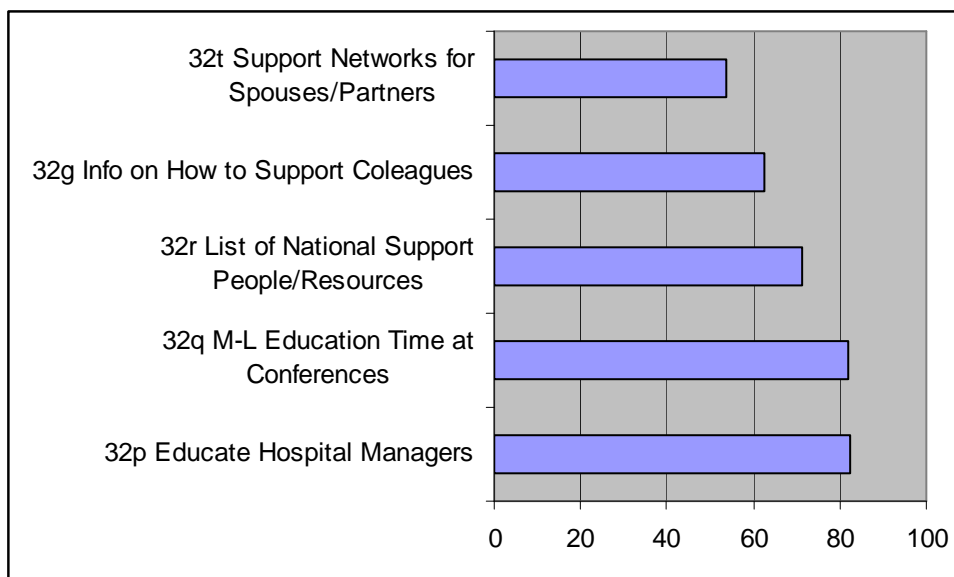 32t Support Networks for
Spouses/Partners
32g Info on How to Support Coleagues
32r List of National Support
People/Resources
32q M-L Education Time at
Conferences
32p Educate Hospital Managers
0 20 40 60 80 100